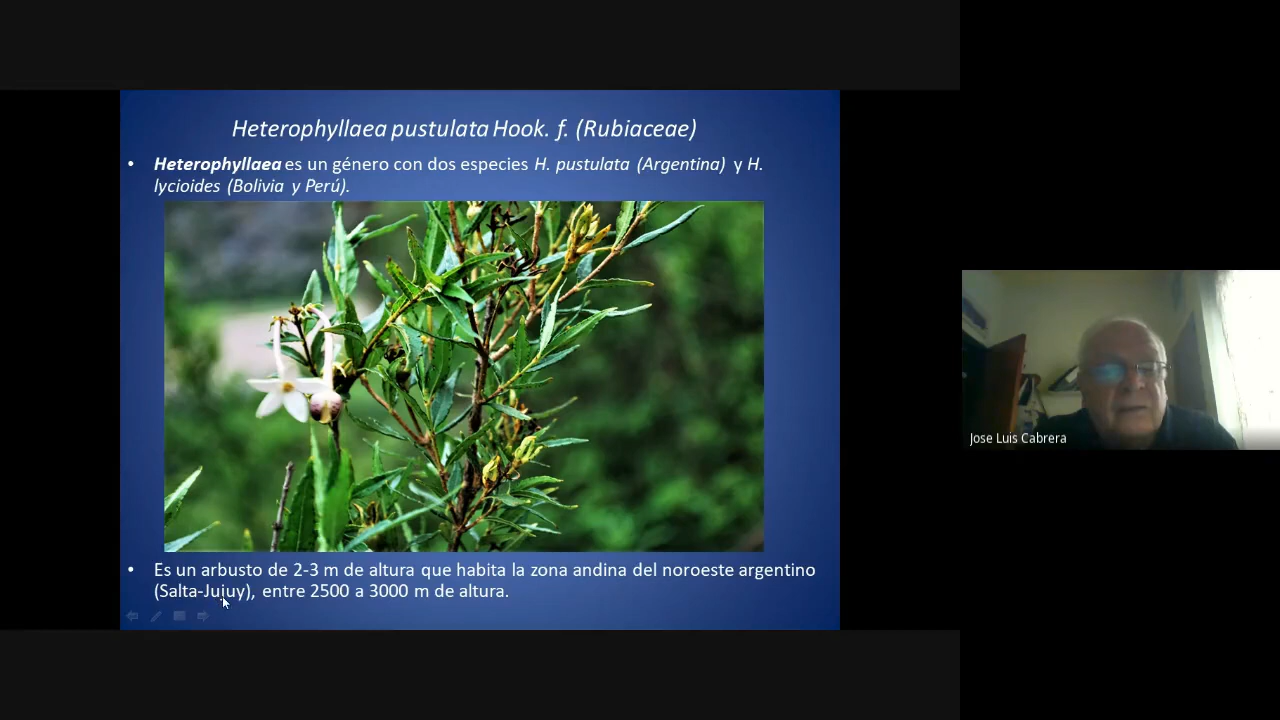 Heterophyllaea pustulata Hook. f. (Rubiaceae)
• Heterophyllaea es un género con dos especies H. pustulata (Argentina) y H.
lycioides (Bolivia y Perú).
• Es un arbusto de 2-3 m de altura que habita la zona andina del noroeste argentino
(Salta-Jujuy), entre 2500 a 3000 m de altura.
Jose Luis Cabrera